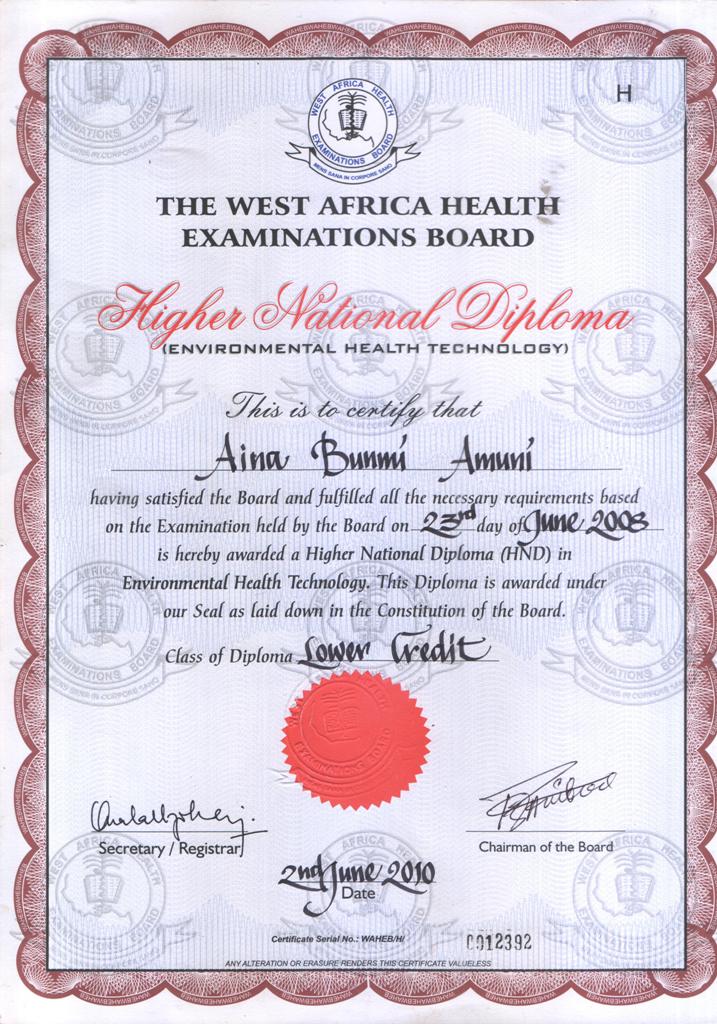 H
WEST AFRICA HEALTH
EXAMINATIONS BOARD
MENS SANA IN CORPORE SANO
THE WEST AFRICA HEALTH
EXAMINATIONS BOARD
Higher National Diploma
(ENVIRONMENTAL HEALTH TECHNOLOGY)
This is to certify that
Aina Bunmi Amuni
having satisfied the Board and fulfilled all the necessary requirements based
on the Examination held by the Board on 23rd day of June 2008
is hereby awarded a Higher National Diploma (HND) in
Environmental Health Technology. This Diploma is awarded under
our Seal as laid down in the Constitution of the Board.
Class of Diploma Lower Credit
Secretary / Registrar
Chairman of the Board
2nd June 2010
Date
Certificate Serial No.: WAHEB/H/ 0012392
ANY ALTERATION OR ERASURE RENDERS THIS CERTIFICATE VALUELESS